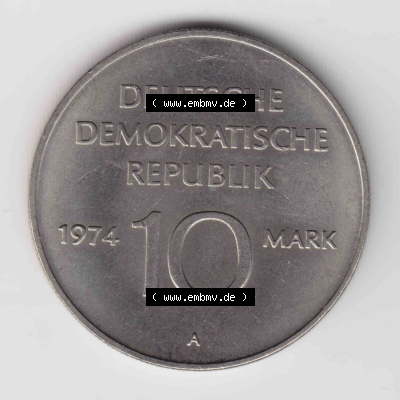 DEUTSCHE
( www.embmv.de )
DEMOKRATISCHE
REPUBLIK
1974 10 MARK
( www.embmv.de )
A